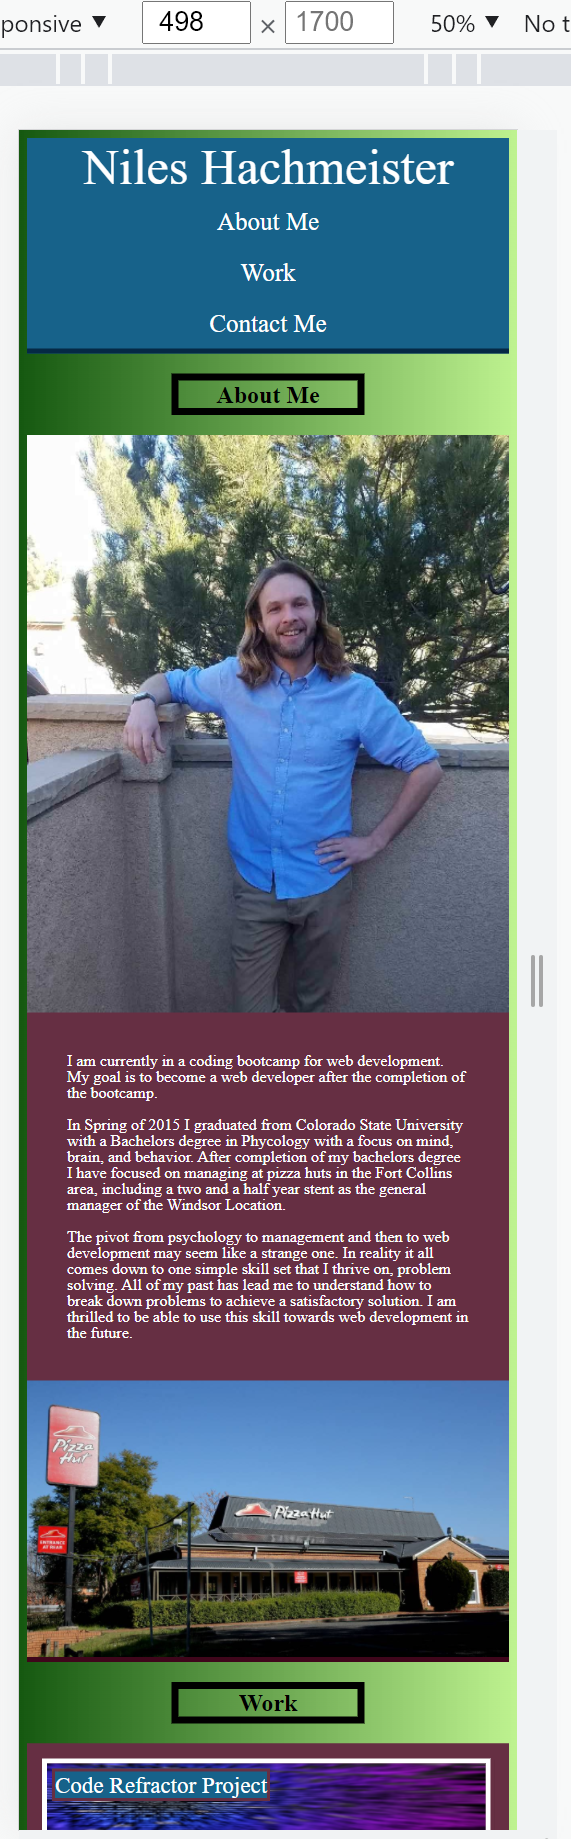 ponsive ▼ 498 × 1700 50% ▼ No t
Niles Hachmeister
About Me
Work
Contact Me
About Me
I am currently in a coding bootcamp for web development.
My goal is to become a web developer after the completion of
the bootcamp.
In Spring of 2015 I graduated from Colorado State University
with a Bachelors degree in Phycology with a focus on mind,
brain, and behavior. After completion of my bachelors degree
I have focused on managing at pizza huts in the Fort Collins
area, including a two and a half year stent as the general
manager of the Windsor Location.
The pivot from psychology to management and then to web
development may seem like a strange one. In reality it all
comes down to one simple skill set that I thrive on, problem
solving. All of my past has lead me to understand how to
break down problems to achieve a satisfactory solution. I am
thrilled to be able to use this skill towards web development in
the future.
Pizza
Hut
Pizza Hut
ENTRANCE
AT REAR
Work
Code Refractor Project